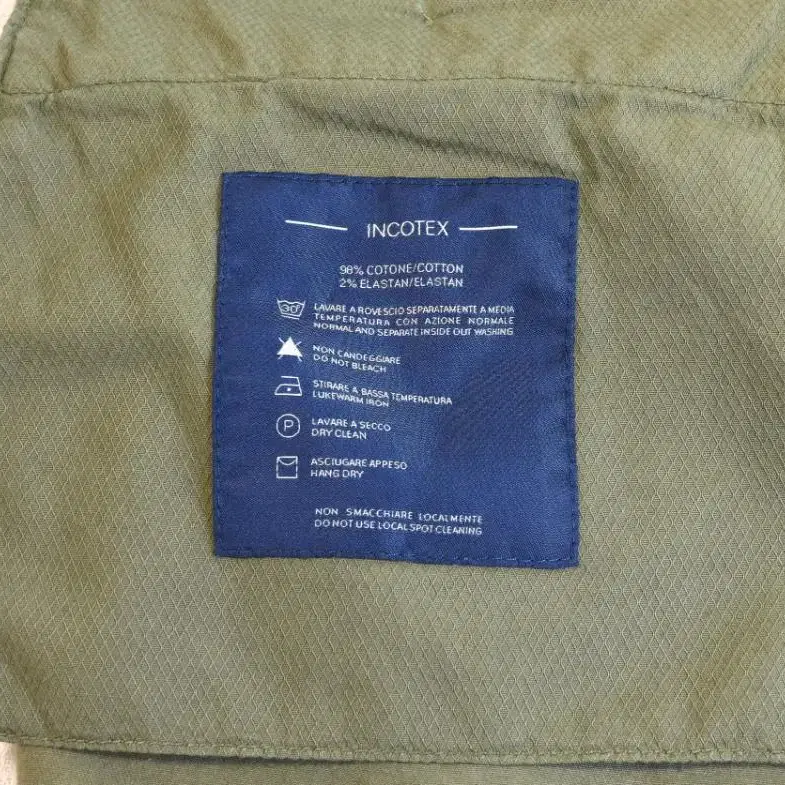 INCOTEX
98% COTONE/COTTON
2% ELASTAN/ELASTAN
30°
LAVARE A ROVESCIO SEPARATAMENTE A MEDIA
TEMPERATURA CON AZIONE NORMALE
NORMAL AND SEPARATE INSIDE OUT WASHING
NON CANDEGGIARE
DO NOT BLEACH
STIRARE A BASSA TEMPERATURA
LUKEWARM IRON
P
LAVARE A SECCO
DRY CLEAN
ASCIUGARE APPESO
HANG DRY
NON SMACCHIARE LOCALMENTE
DO NOT USE LOCAL SPOT CLEANING